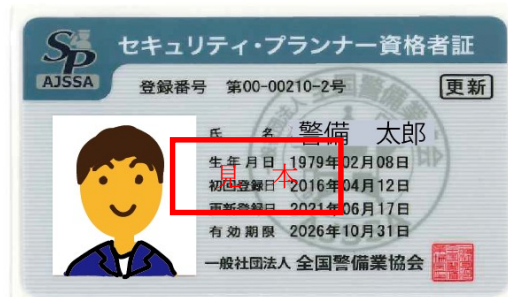 SP
AJSSA
セキュリティ・プランナー資格者証
登録番号 第00-00210-2号
更新
氏 名 警備 太郎
生年月日 1979年02月08日
見本
初回登録日 2016年04月12日
更新登録日 2021年06月17日
有効期限 2026年10月31日
一般社団法人 全国警備業協会